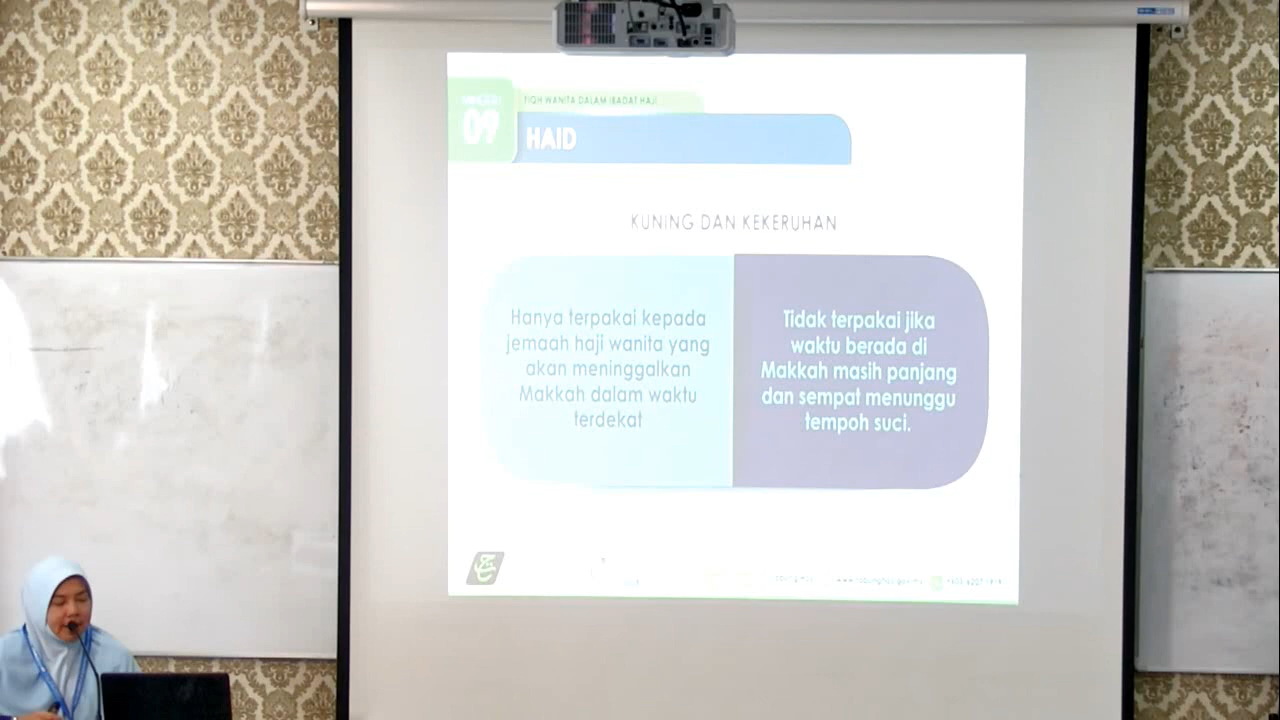 09
FIQH WANITA DALAM IBADAT HAJI
HAID
KUNING DAN KEKERUHAN
Hanya terpakai kepada
jemaah haji wanita yang
akan meninggalkan
Makkah dalam waktu
terdekat
Tidak terpakai jika
waktu berada di
Makkah masih panjang
dan sempat menunggu
tempoh suci.